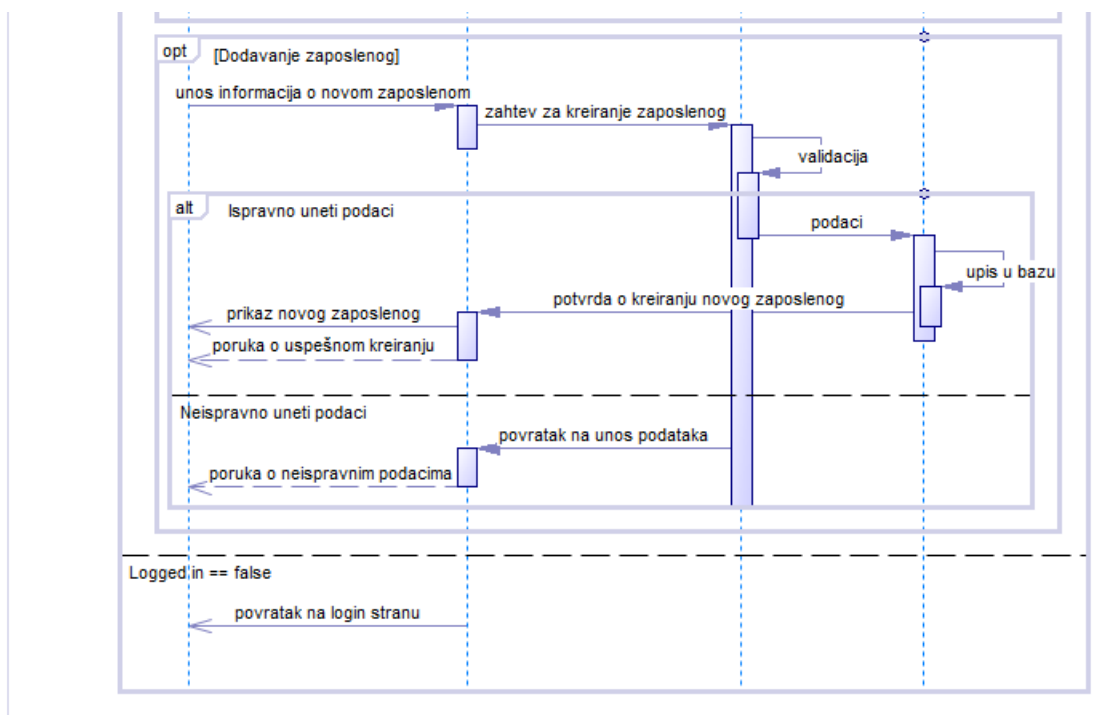 opt
[Dodavanje zaposlenog]
unos informacija o novom zaposlenom
zahtev za kreiranje zaposlenog
validacija
alt
Ispravno uneti podaci
podaci
upis u bazu
potvrda o kreiranju novog zaposlenog
prikaz novog zaposlenog
poruka o uspešnom kreiranju
Neispravno uneti podaci
povratak na unos podataka
poruka o neispravnim podacima
Logged in == false
povratak na login stranu